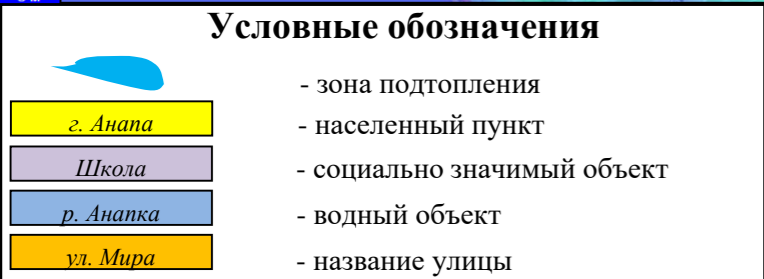 Условные обозначения
- зона подтопления
г. Анапа - населенный пункт
Школа - социально значимый объект
р. Анапка - водный объект
ул. Мира - название улицы